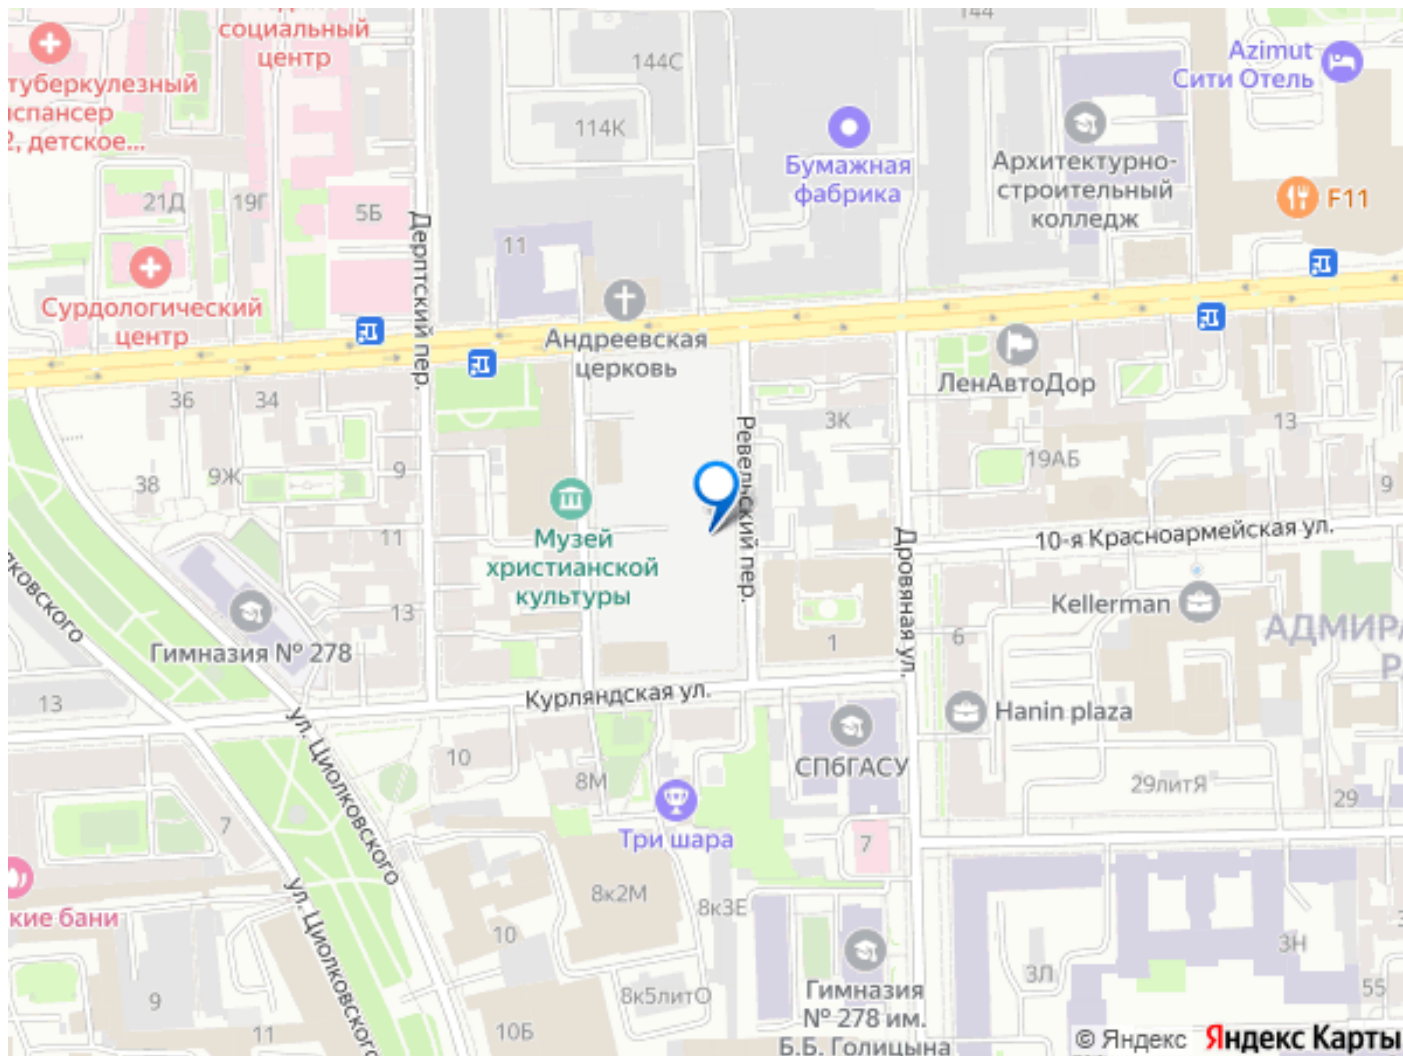 социальный
центр
144С
144
Azimut
Сити Отель
туберкулезный
испансер
2, детское...
114К
Бумажная
фабрика
Архитектурно-
строительный
колледж
F11
21Д
19Г
5Б
Дерптский пер.
11
Сурдологический
центр
Андреевская
церковь
ЛенАвтоДор
36
34
3К
13
Ревельский пер.
38
9Ж
9
19АБ
9
11
Музей
христианской
культуры
10-я Красноармейская ул.
Дровяная ул.
олковского
13
Гимназия № 278
1
6
Kellerman
АДМИРА
Р
13
Курляндская ул.
Hanin plaza
ул. Циолковского
10
8М
СПбГАСУ
29литЯ
29
7
Три шара
7
кие бани
ул. Циолковского
8к2М
8к3Е
10
3Н
3Л
9
11
10Б
8к5литО
Гимназия
№ 278 им.
Б.Б. Голицына
55
© Яндекс Яндекс Карты